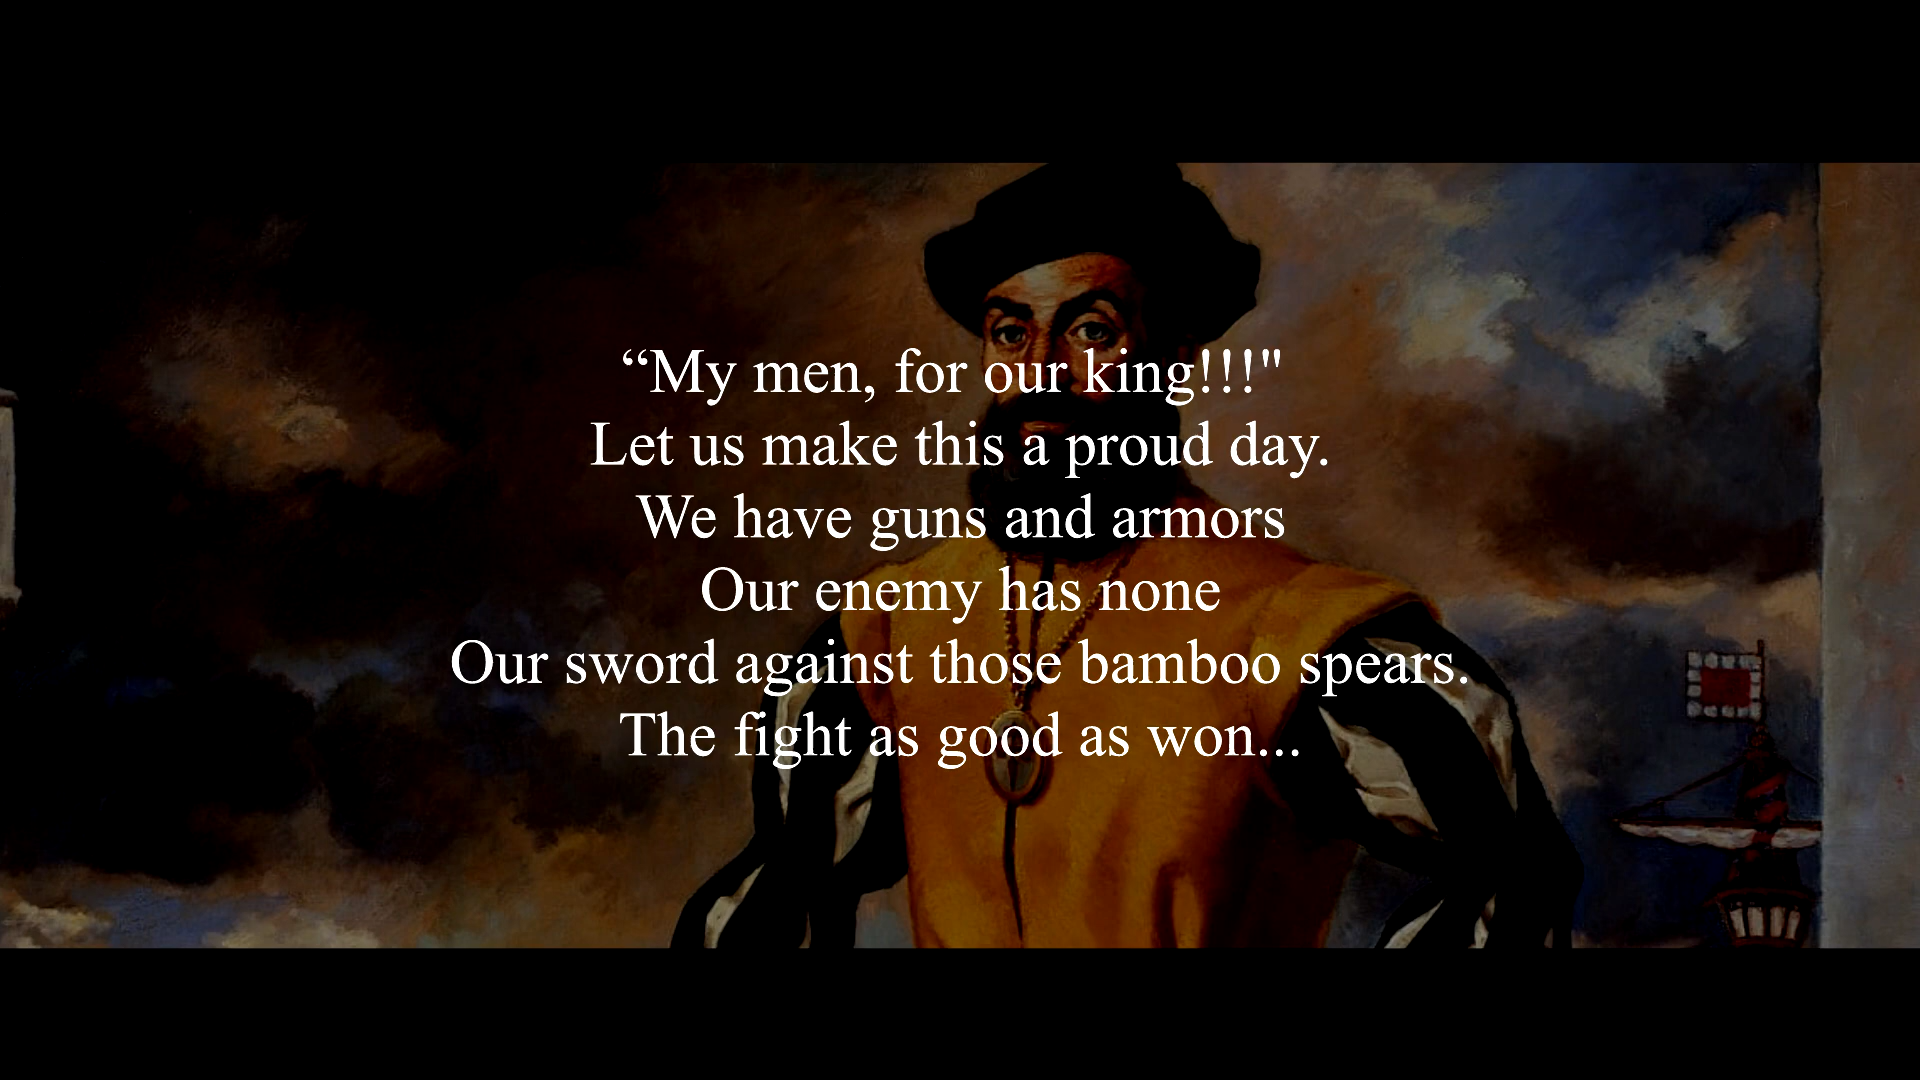 “My men, for our king!!!"
Let us make this a proud day.
We have guns and armors
Our enemy has none
Our sword against those bamboo spears.
The fight as good as won...